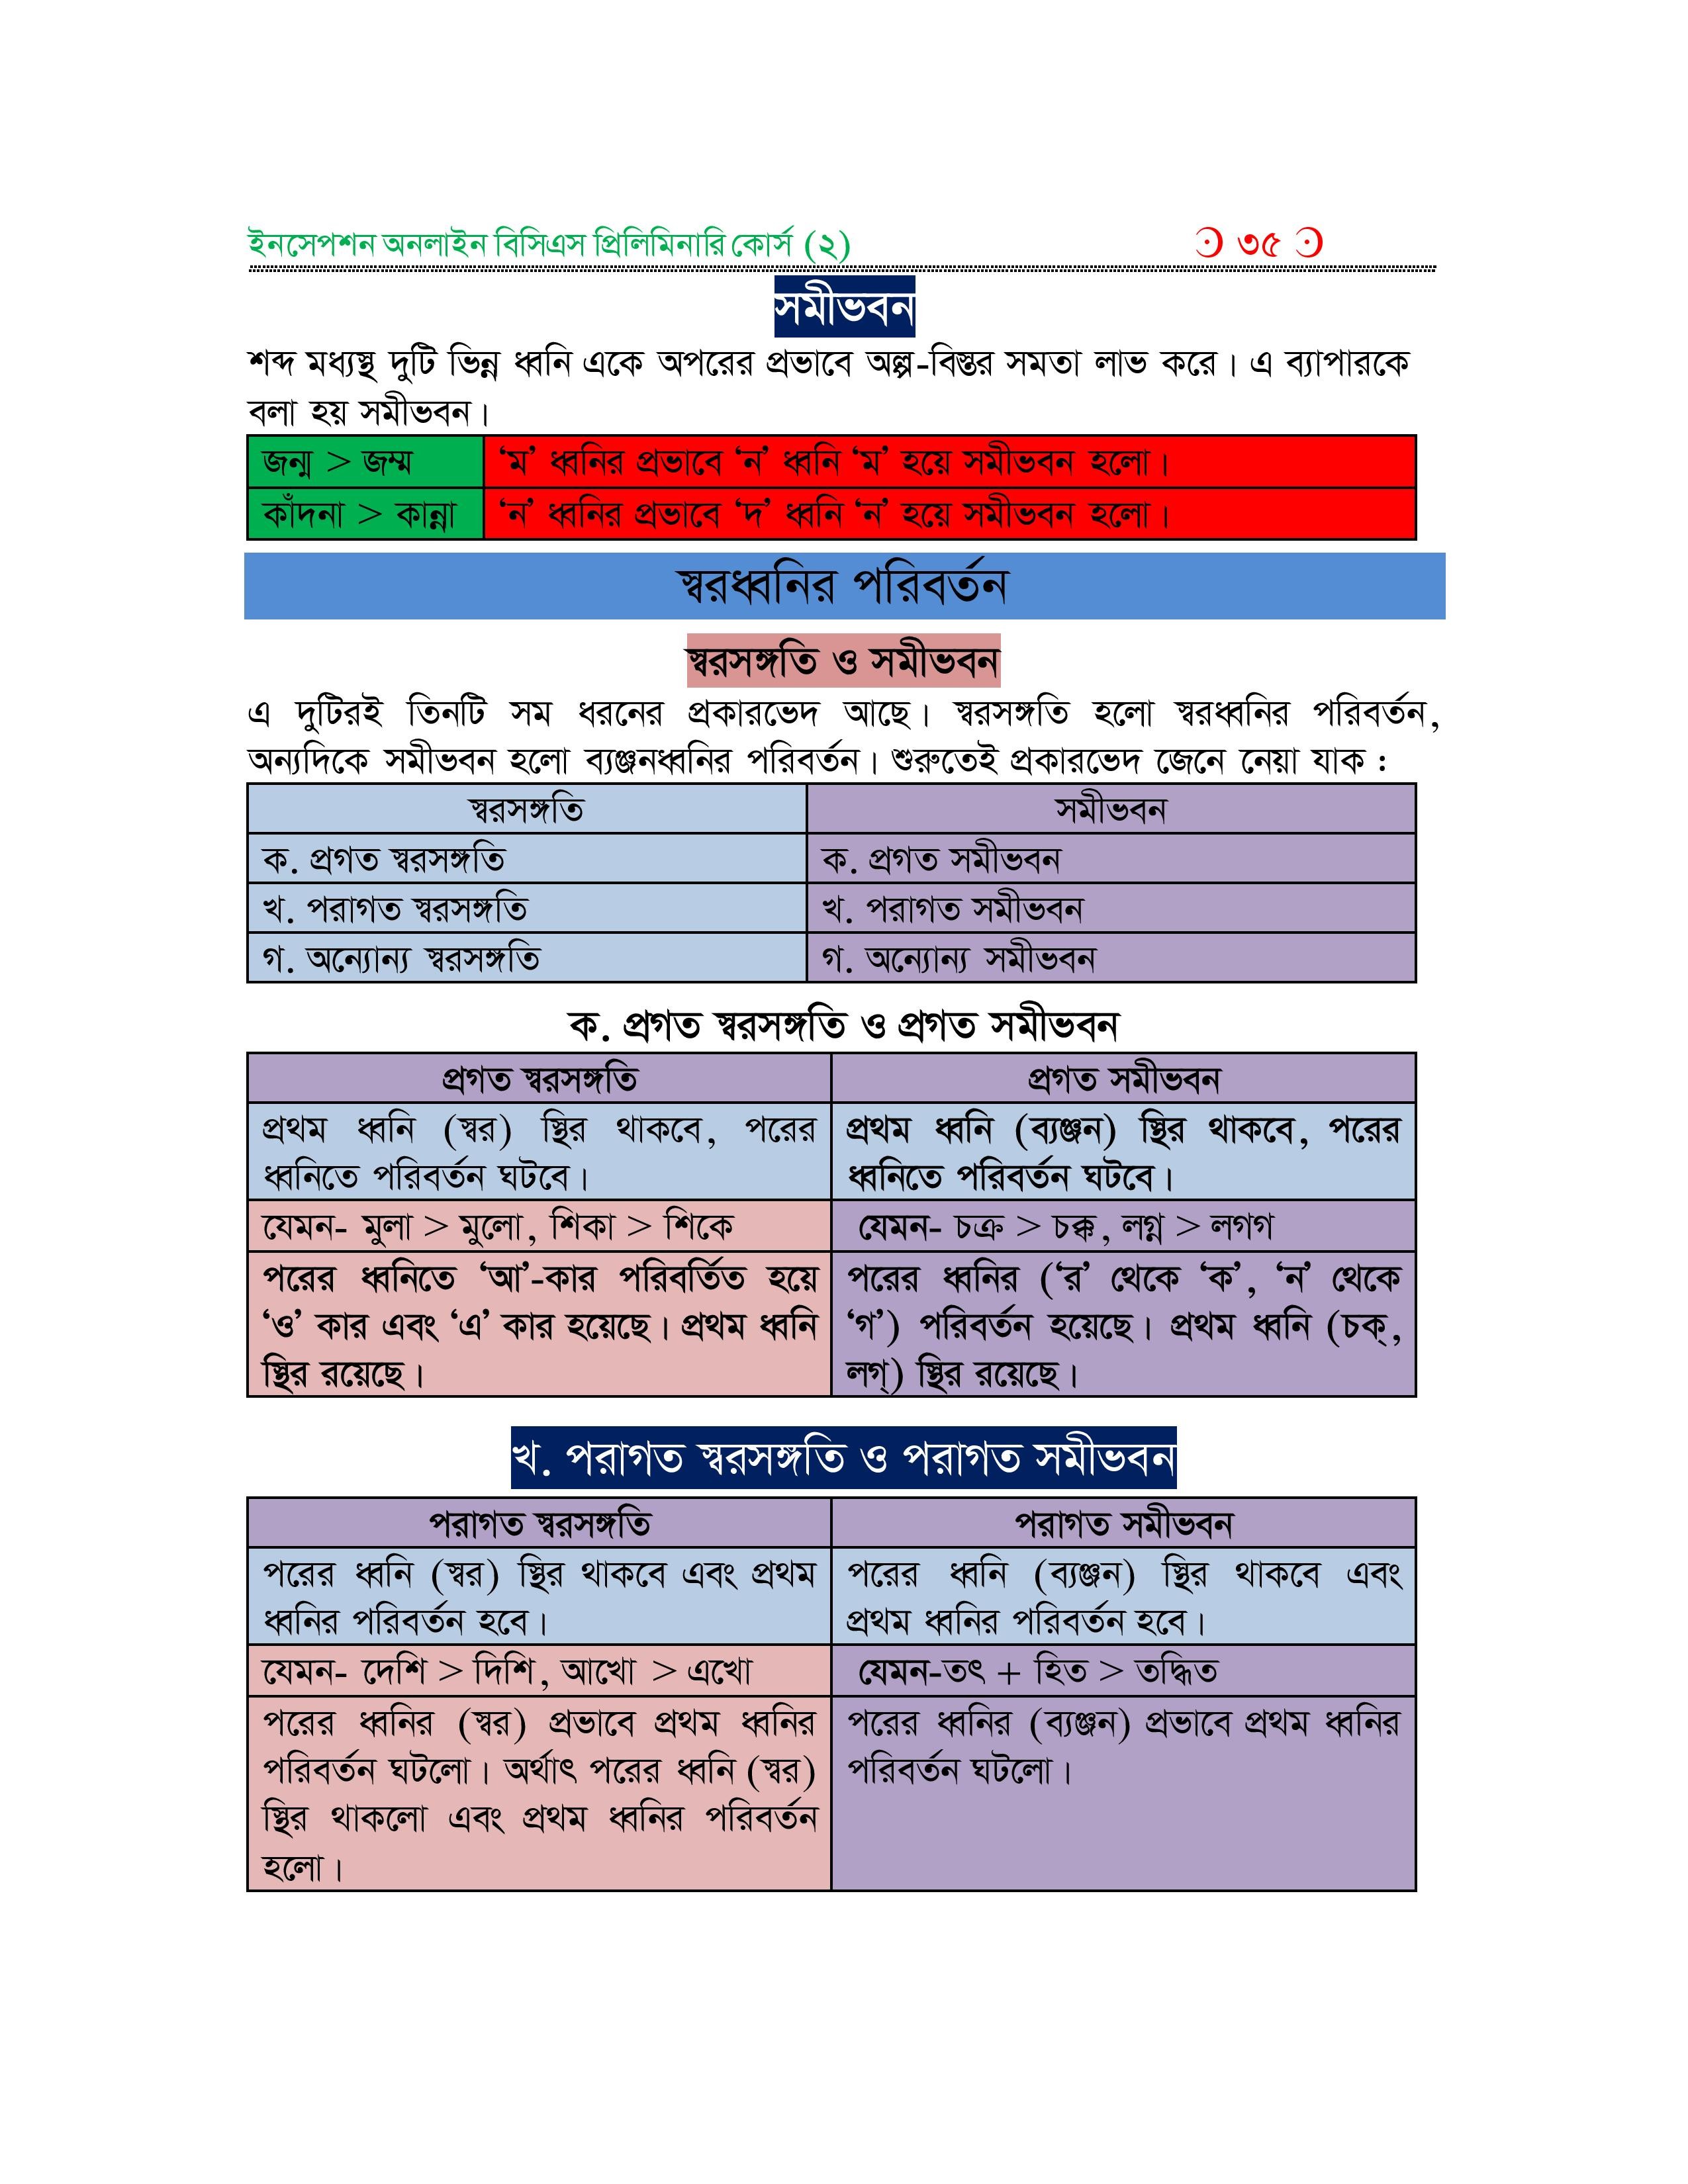 ইনসেপশন অনলাইন বিসিএস প্রিলিমিনারি কোর্স (২) ৩৫
সমীভবন
শব্দ মধ্যস্থ দুটি ভিন্ন ধ্বনি একে অপরের প্রভাবে অল্প-বিস্তর সমতা লাভ করে। এ ব্যাপারকে
বলা হয় সমীভবন।
জন্ম > জম্ম ‘ম’ ধ্বনির প্রভাবে ‘ন’ ধ্বনি ‘ম’ হয়ে সমীভবন হলো।
কাঁদনা > কান্না ‘ন’ ধ্বনির প্রভাবে ‘দ’ ধ্বনি ‘ন’ হয়ে সমীভবন হলো।
স্বরধ্বনির পরিবর্তন
স্বরসঙ্গতি ও সমীভবন
এ দুটিরই তিনটি সম ধরনের প্রকারভেদ আছে। স্বরসঙ্গতি হলো স্বরধ্বনির পরিবর্তন,
অন্যদিকে সমীভবন হলো ব্যঞ্জনধ্বনির পরিবর্তন। শুরুতেই প্রকারভেদ জেনে নেয়া যাক :
স্বরসঙ্গতি সমীভবন
ক. প্রগত স্বরসঙ্গতি ক. প্রগত সমীভবন
খ. পরাগত স্বরসঙ্গতি খ. পরাগত সমীভবন
গ. অন্যোন্য স্বরসঙ্গতি গ. অন্যোন্য সমীভবন
ক. প্রগত স্বরসঙ্গতি ও প্রগত সমীভবন
প্রগত স্বরসঙ্গতি প্রগত সমীভবন
প্রথম ধ্বনি (স্বর) স্থির থাকবে, পরের
ধ্বনিতে পরিবর্তন ঘটবে।
প্রথম ধ্বনি (ব্যঞ্জন) স্থির থাকবে, পরের
ধ্বনিতে পরিবর্তন ঘটবে।
যেমন- মুলা > মুলো, শিকা > শিকে যেমন- চক্র > চক্ক, লগ্ন > লগগ
পরের ধ্বনিতে ‘আ’-কার পরিবর্তিত হয়ে
‘ও’ কার এবং ‘এ’ কার হয়েছে। প্রথম ধ্বনি
স্থির রয়েছে।
পরের ধ্বনির (‘র’ থেকে ‘ক’, ‘ন’ থেকে
‘গ’) পরিবর্তন হয়েছে। প্রথম ধ্বনি (চক্,
লগ্) স্থির রয়েছে।
খ. পরাগত স্বরসঙ্গতি ও পরাগত সমীভবন
পরাগত স্বরসঙ্গতি পরাগত সমীভবন
পরের ধ্বনি (স্বর) স্থির থাকবে এবং প্রথম
ধ্বনির পরিবর্তন হবে।
পরের ধ্বনি (ব্যঞ্জন) স্থির থাকবে এবং
প্রথম ধ্বনির পরিবর্তন হবে।
যেমন- দেশি > দিশি, আখো > এখো যেমন-তৎ + হিত > তদ্ধিত
পরের ধ্বনির (স্বর) প্রভাবে প্রথম ধ্বনির
পরিবর্তন ঘটলো। অর্থাৎ পরের ধ্বনি (স্বর)
স্থির থাকলো এবং প্রথম ধ্বনির পরিবর্তন
হলো।
পরের ধ্বনির (ব্যঞ্জন) প্রভাবে প্রথম ধ্বনির
পরিবর্তন ঘটলো।